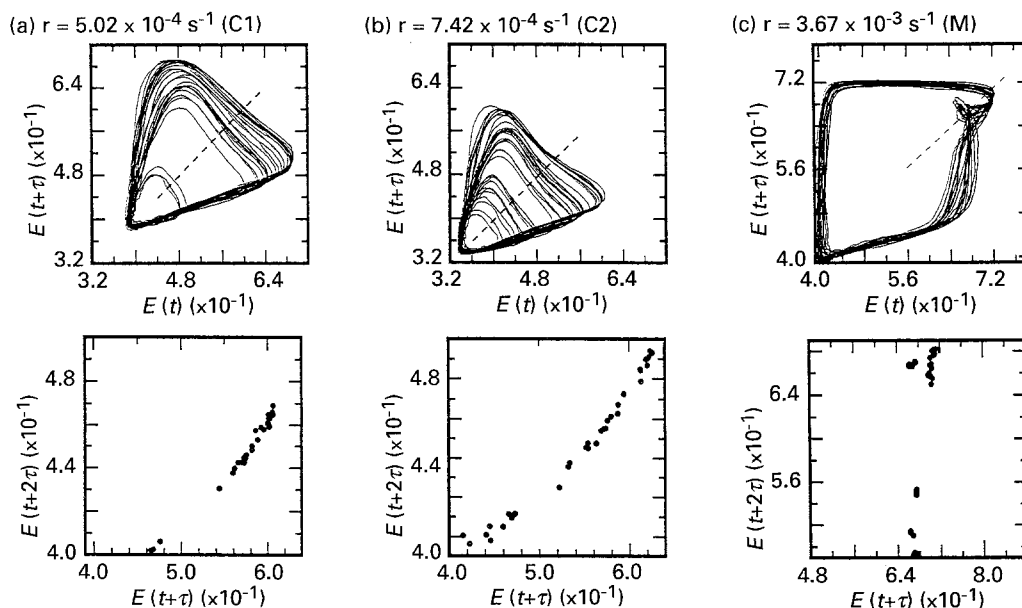 (a) r = 5.02 x 10⁻⁴ s⁻¹ (C1)
(b) r = 7.42 x 10⁻⁴ s⁻¹ (C2)
(c) r = 3.67 x 10⁻³ s⁻¹ (M)
E (t+τ) (x10⁻¹)
6.4
4.8
3.2
3.2 4.8 6.4
E (t) (x10⁻¹)
E (t+τ) (x10⁻¹)
6.4
4.8
3.2
3.2 4.8 6.4
E (t) (x10⁻¹)
E (t+τ) (x10⁻¹)
7.2
5.6
4.0
4.0 5.6 7.2
E (t) (x10⁻¹)
E (t+2τ) (x10⁻¹)
4.8
4.4
4.0
4.0 5.0 6.0
E (t+τ) (x10⁻¹)
E (t+2τ) (x10⁻¹)
4.8
4.4
4.0
4.0 5.0 6.0
E (t+τ) (x10⁻¹)
E (t+2τ) (x10⁻¹)
6.4
5.6
4.8 6.4 8.0
E (t+τ) (x10⁻¹)